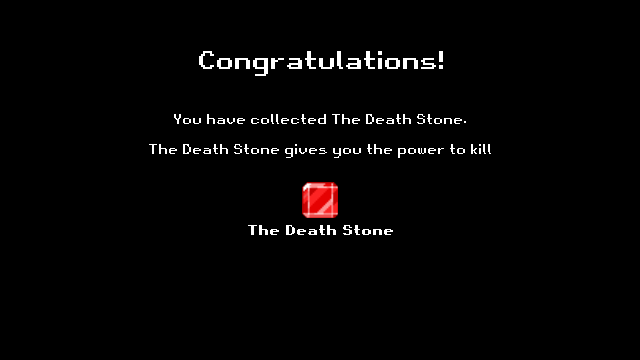 Congratulations!
You have collected The Death Stone.
The Death Stone gives you the power to kill
The Death Stone